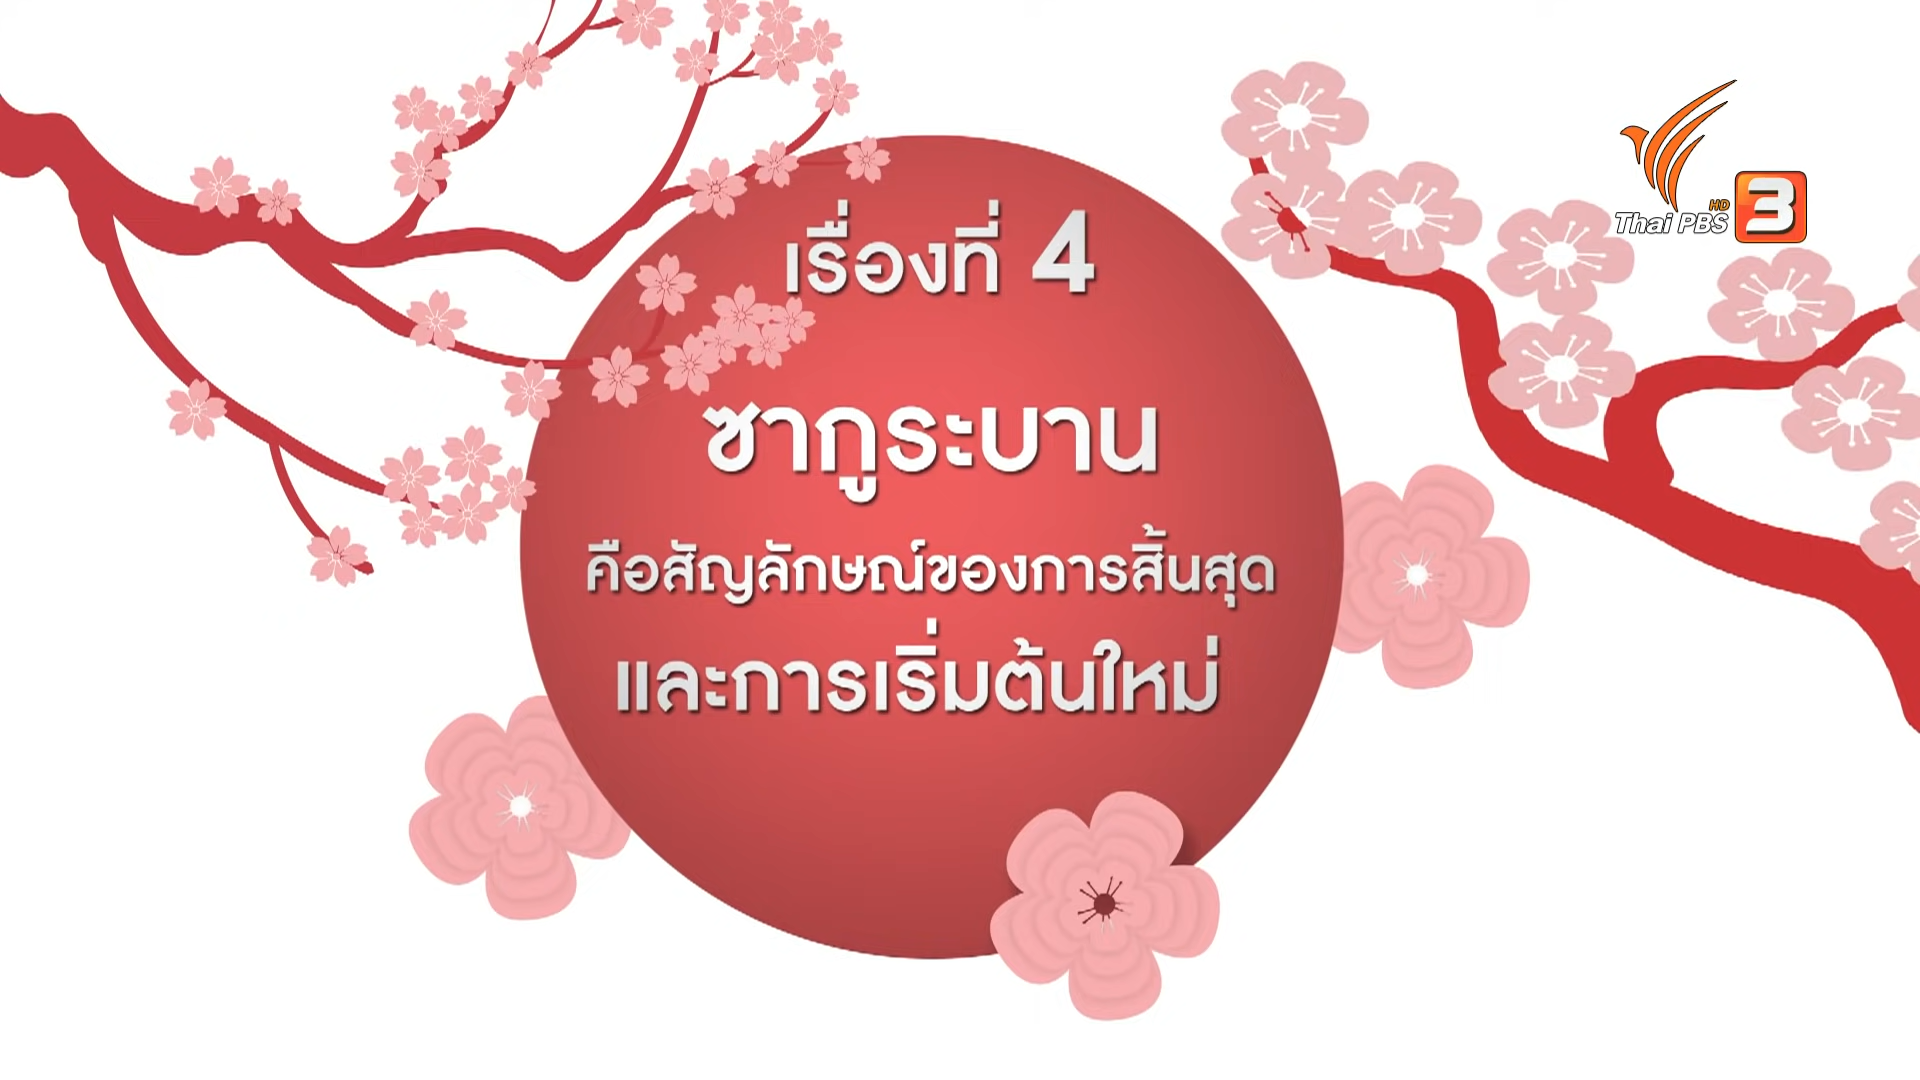 เรื่องที่ 4
ซากูระบาน
คือสัญลักษณ์ของการสิ้นสุด
และการเริ่มต้นใหม่
HD
Thai PBS 3